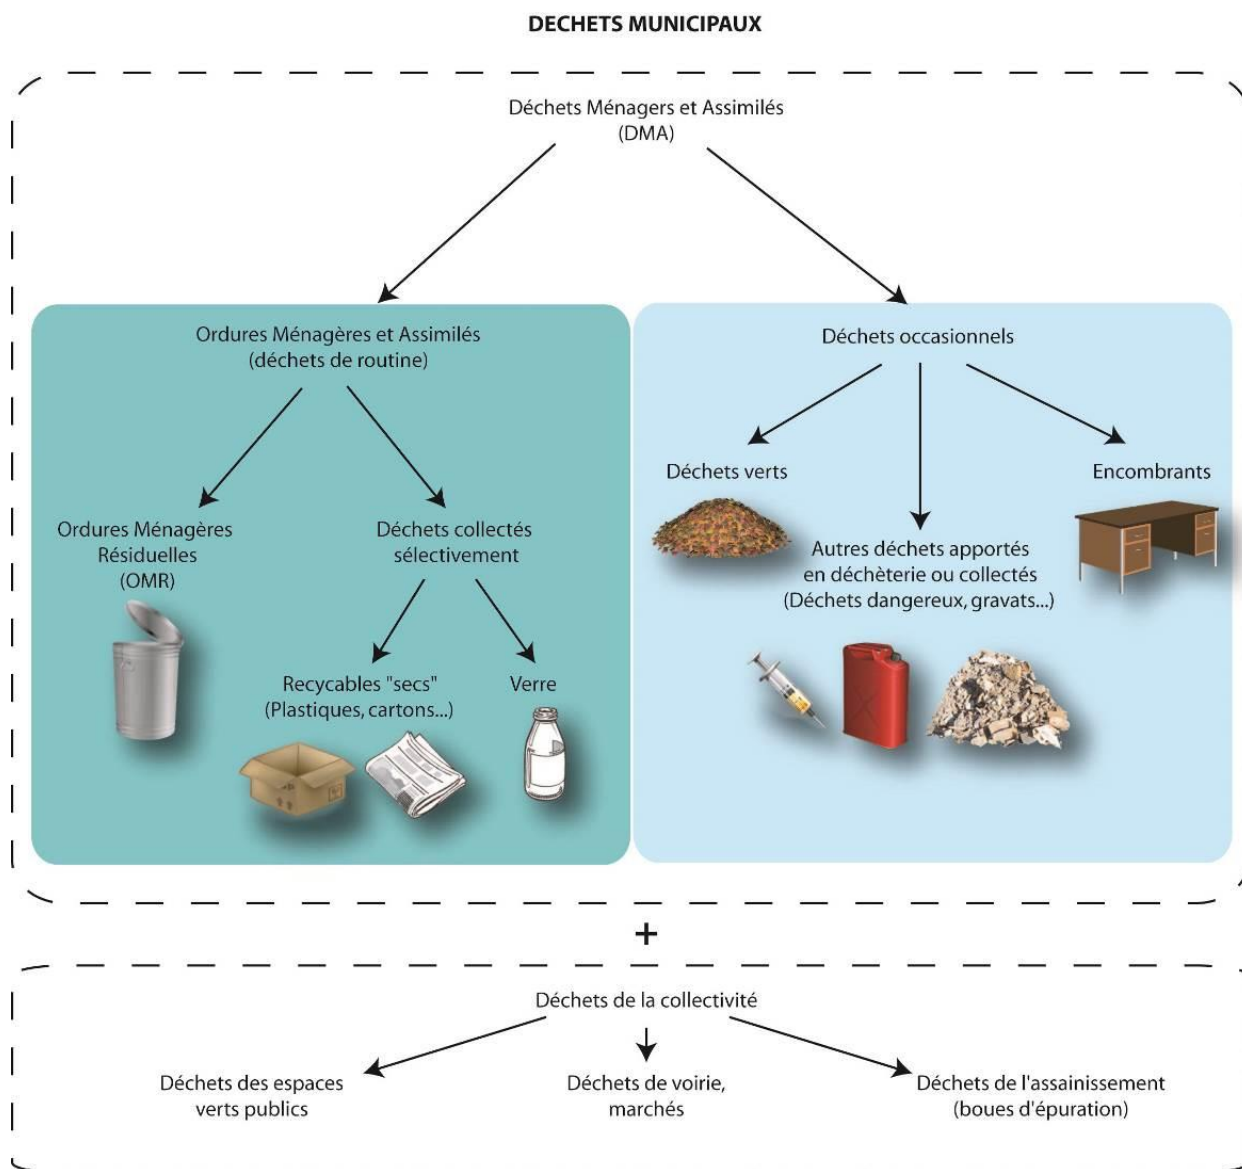 DECHETS MUNICIPAUX
Déchets Ménagers et Assimilés
(DMA)
Ordures Ménagères et Assimilés
(déchets de routine)
Déchets occasionnels
Déchets verts
Encombrants
Ordures Ménagères
Résiduelles
(OMR)
Déchets collectés
sélectivement
Autres déchets apportés
en déchèterie ou collectés
(Déchets dangereux, gravats...)
Recycables "secs"
(Plastiques, cartons...)
Verre
+
Déchets de la collectivité
Déchets des espaces
verts publics
Déchets de voirie,
marchés
Déchets de l'assainissement
(boues d'épuration)